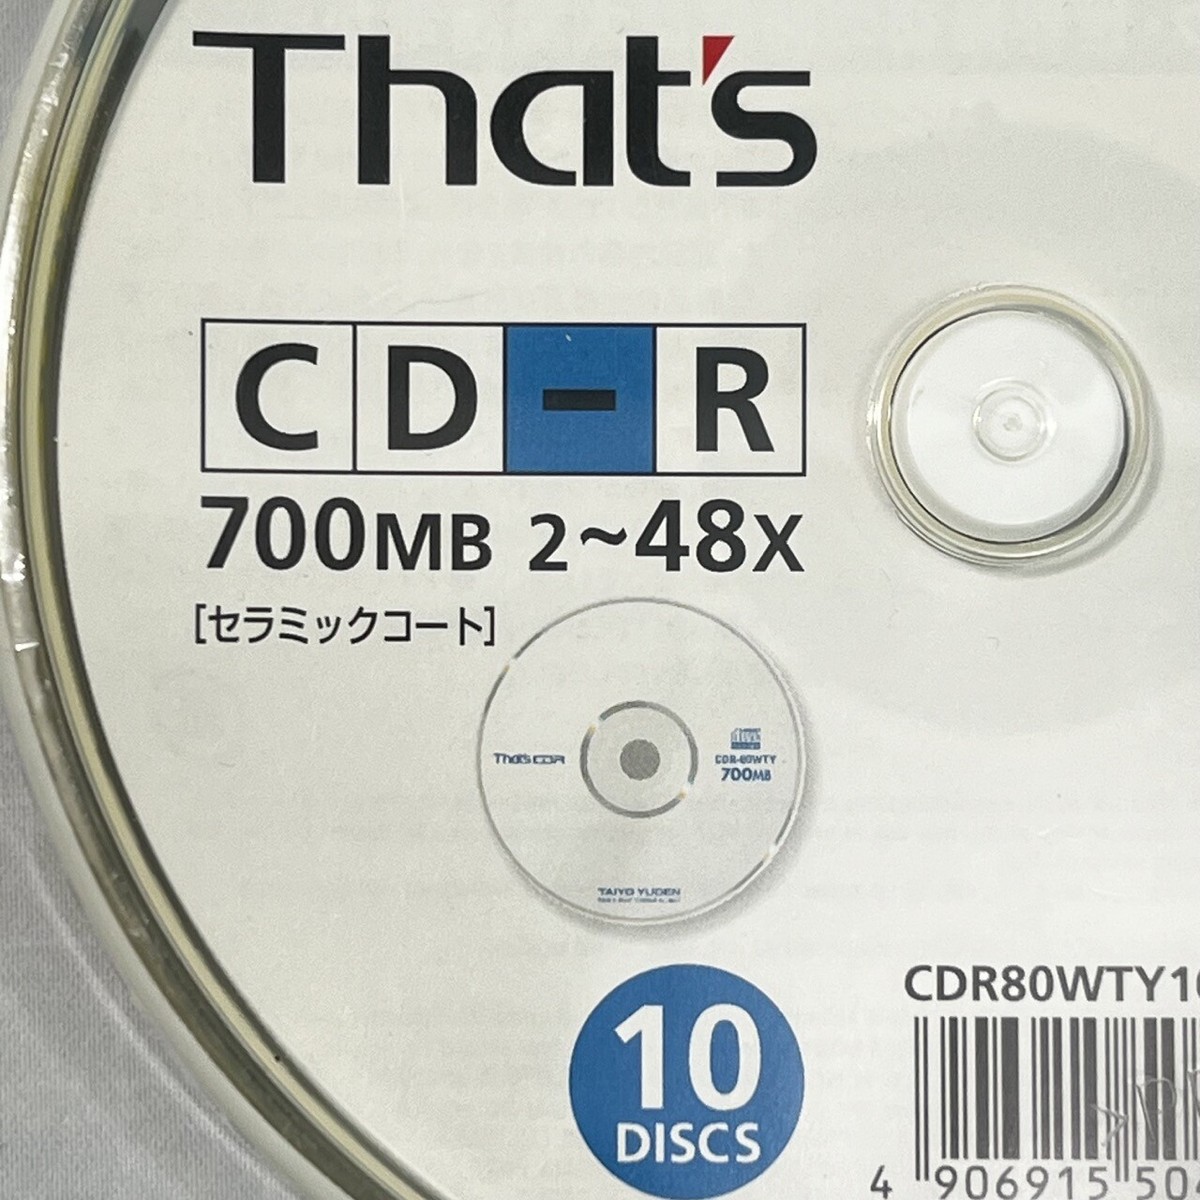 That's
CD-R
700MB 2~48X
[セラミックコート]
That's CD-R
CDR-80WTY
700MB
TAIYO YUDEN
10
DISCS
CDR80WTY10
4 906915 50